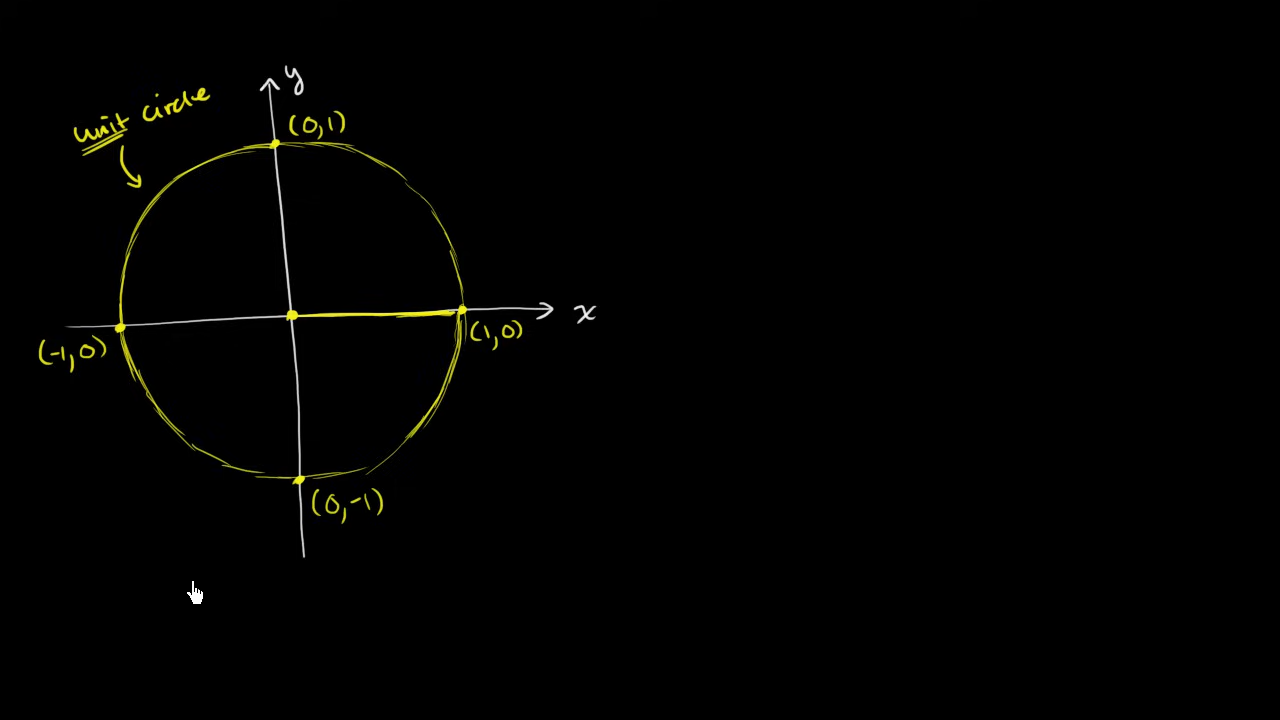 y
unit circle
(0,1)
x
(1,0)
(-1,0)
(0,-1)